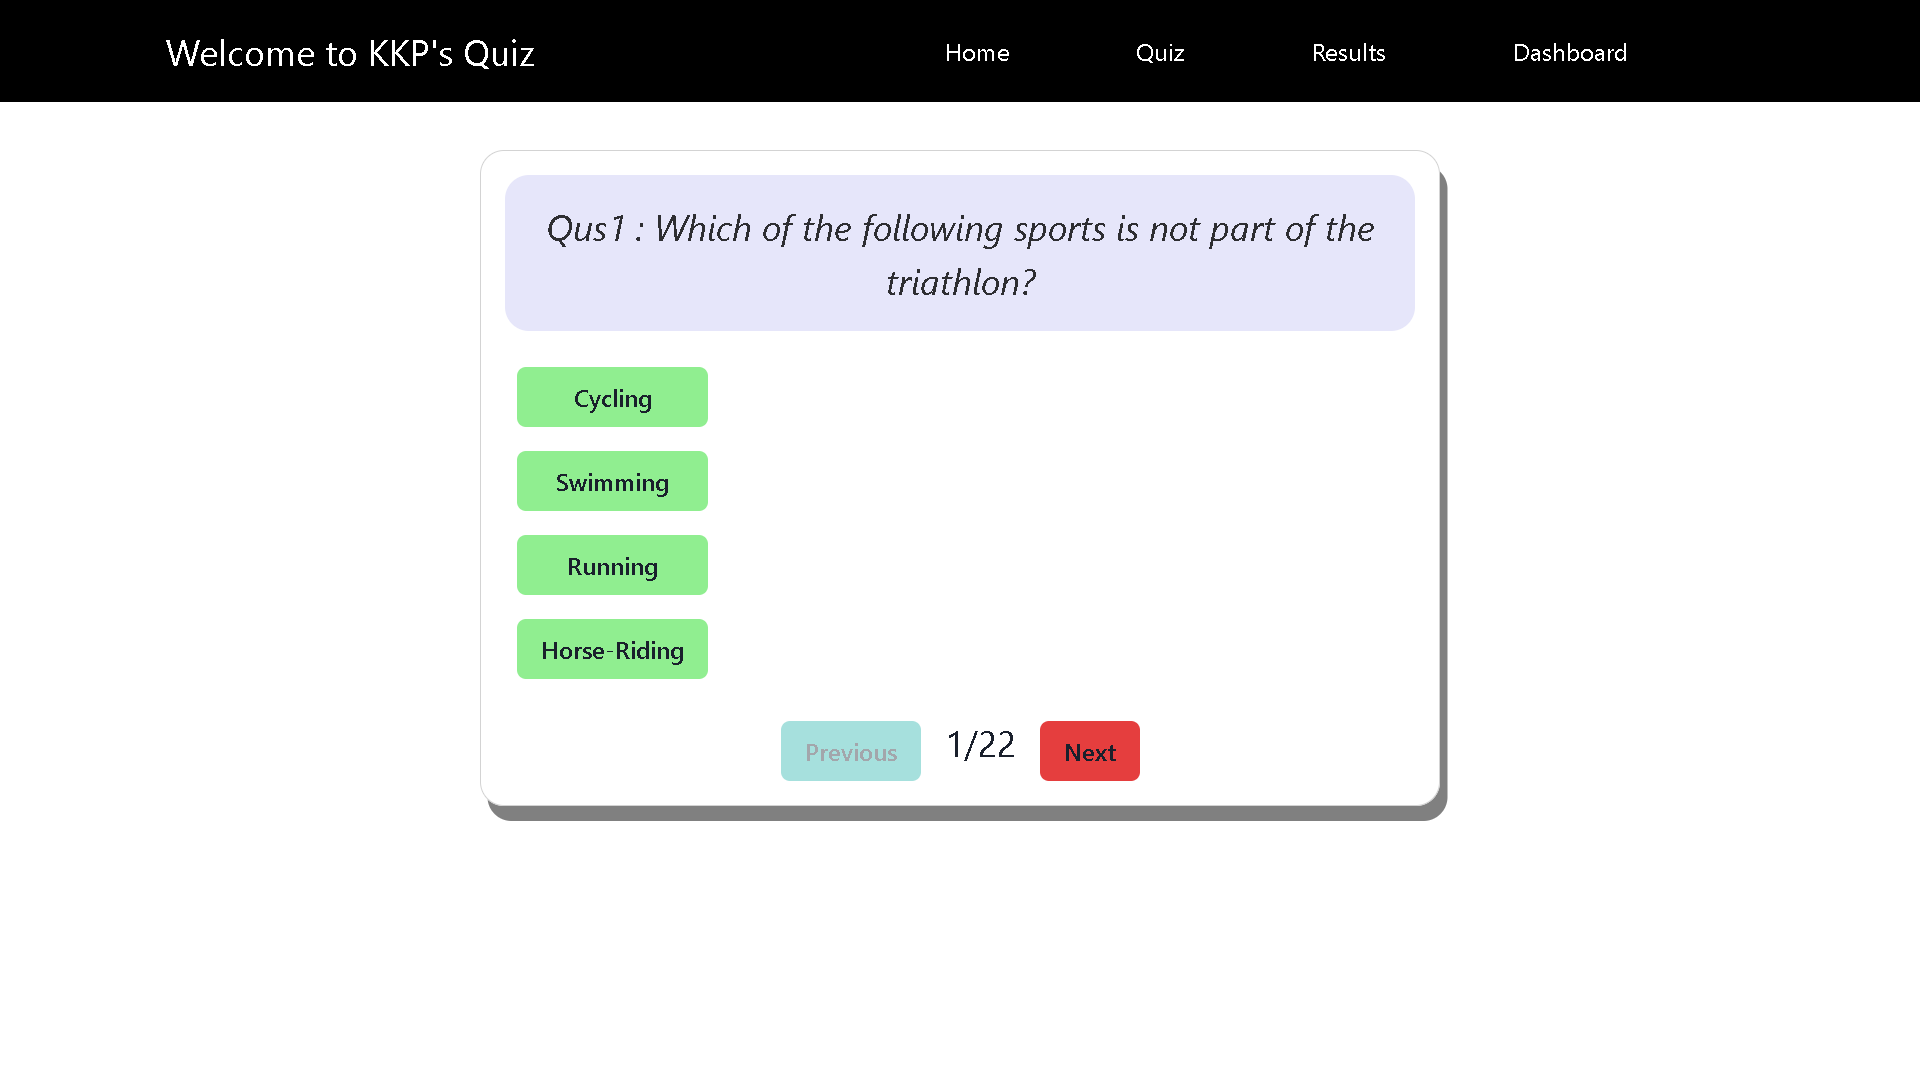 Welcome to KKP's Quiz
Home
Quiz
Results
Dashboard
Qus1 : Which of the following sports is not part of the
triathlon?
Cycling
Swimming
Running
Horse-Riding
Previous
1/22
Next